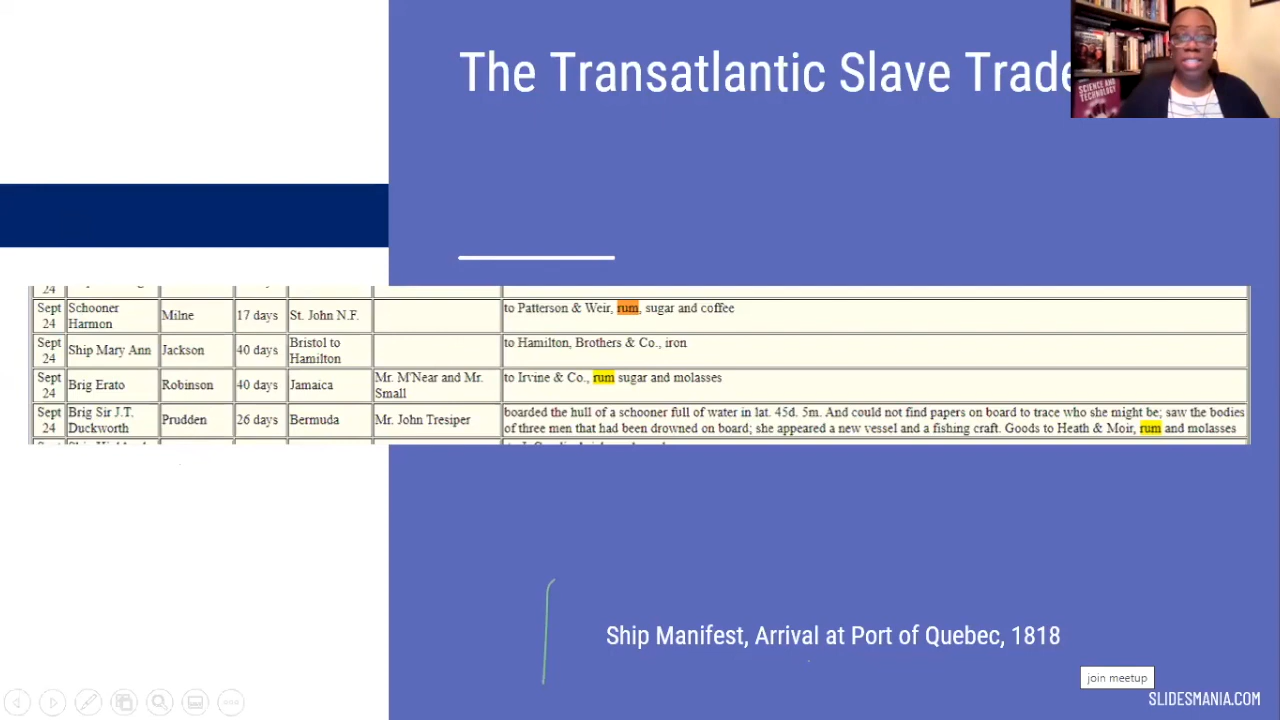 The Transatlantic Slave Trade
SCIENCE AND
TECHNOLOGY
24
Sept 24 Schooner Harmon Milne 17 days St. John N.F. to Patterson & Weir, rum, sugar and coffee
Sept 24 Ship Mary Ann Jackson 40 days Bristol to Hamilton to Hamilton, Brothers & Co., iron
Sept 24 Brig Erato Robinson 40 days Jamaica Mr. M'Near and Mr. Small to Irvine & Co., rum sugar and molasses
Sept 24 Brig Sir J.T. Duckworth Prudden 26 days Bermuda Mr. John Tresiper boarded the hull of a schooner full of water in lat. 45d. 5m. And could not find papers on board to trace who she might be; saw the bodies
of three men that had been drowned on board; she appeared a new vessel and a fishing craft. Goods to Heath & Moir, rum and molasses
Ship Manifest, Arrival at Port of Quebec, 1818
join meetup
SLIDESMANIA.COM